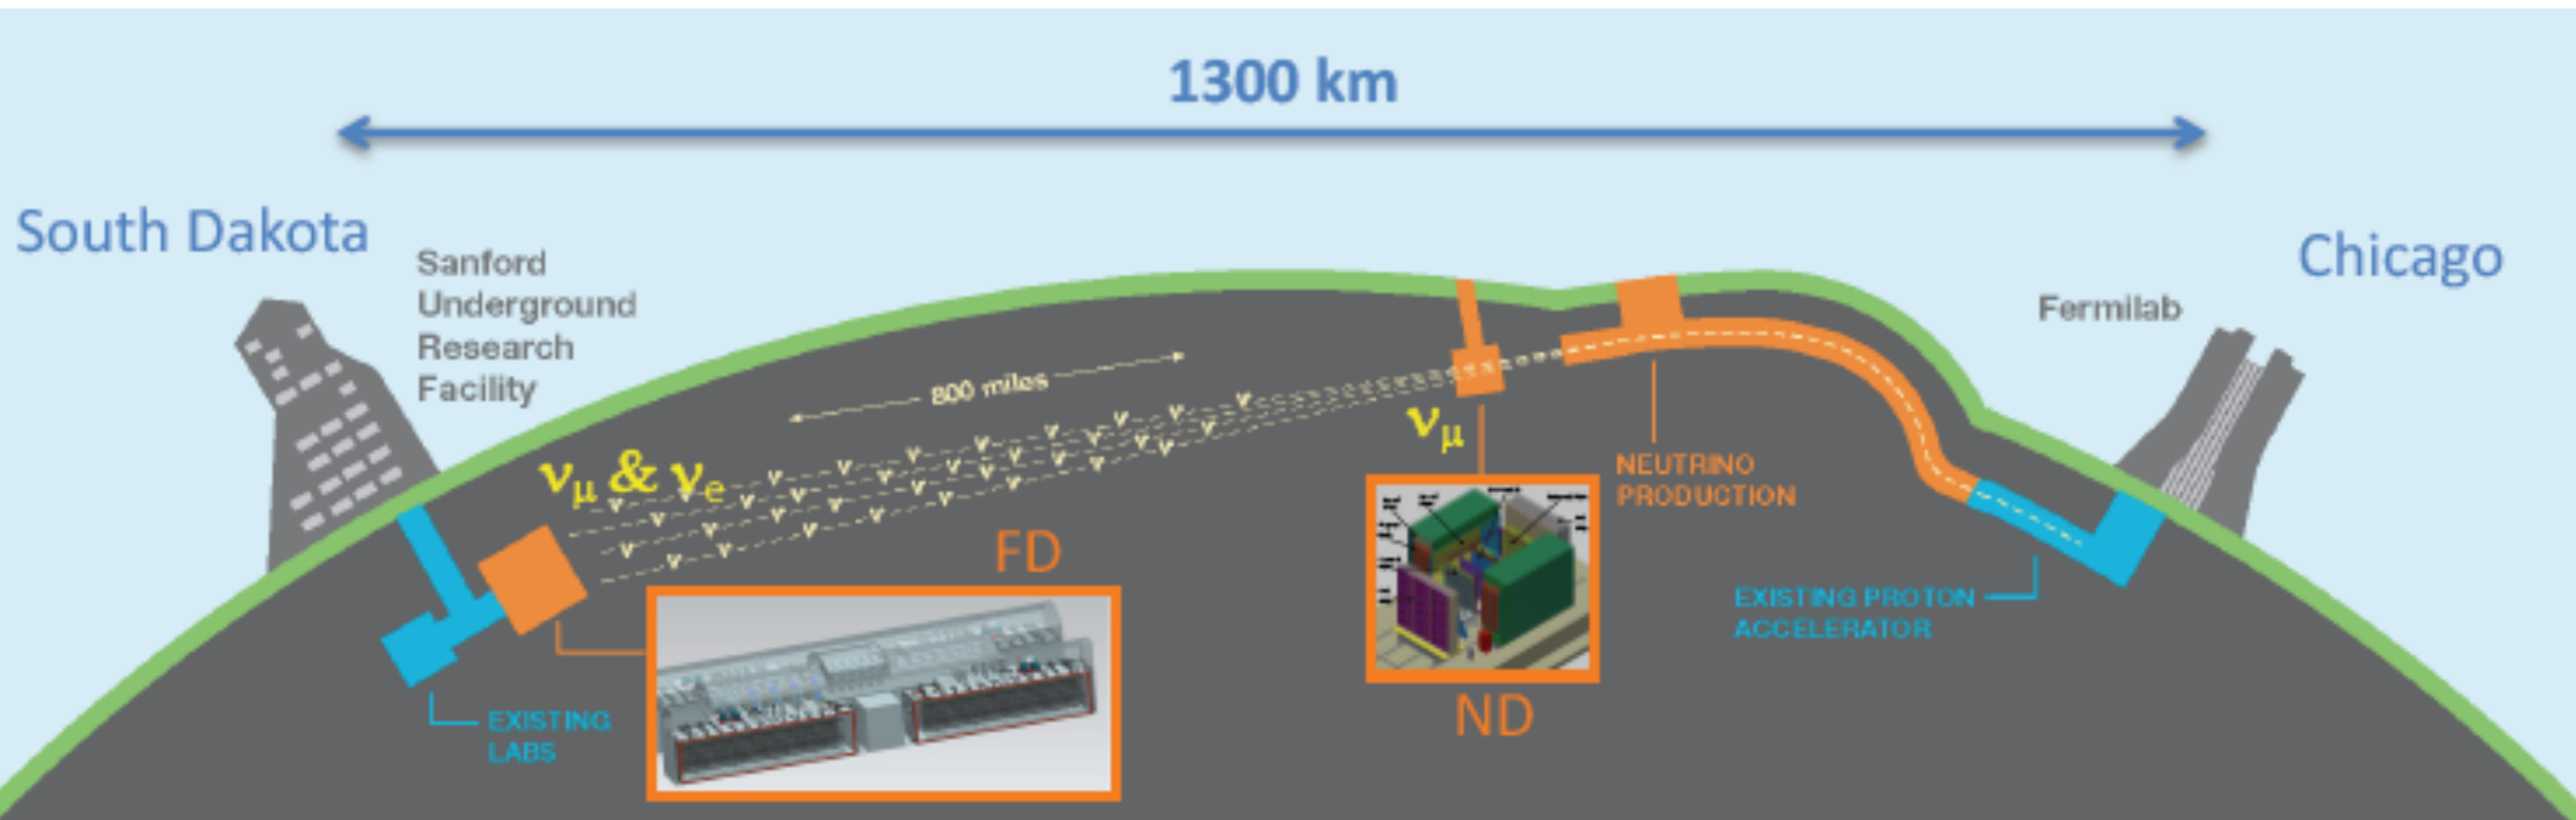 1300 km
South Dakota
Chicago
Sanford
Underground
Research
Facility
Fermilab
800 miles
νμ
νμ & νe
NEUTRINO
PRODUCTION
FD
EXISTING PROTON
ACCELERATOR
ND
EXISTING
LABS